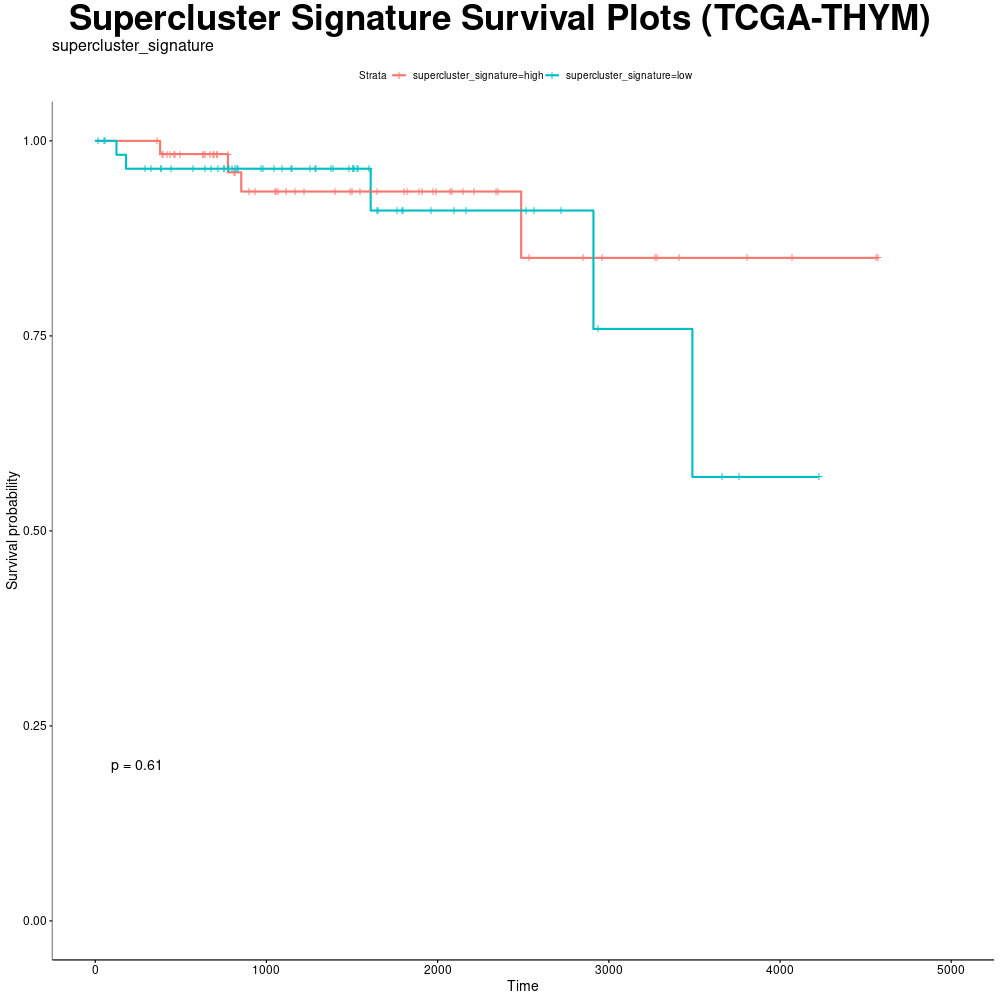 Supercluster Signature Survival Plots (TCGA-THYM)
supercluster_signature
Strata supercluster_signature=high supercluster_signature=low
1.00
0.75
0.50
0.25
0.00
Survival probability
p = 0.61
0 1000 2000 3000 4000 5000
Time